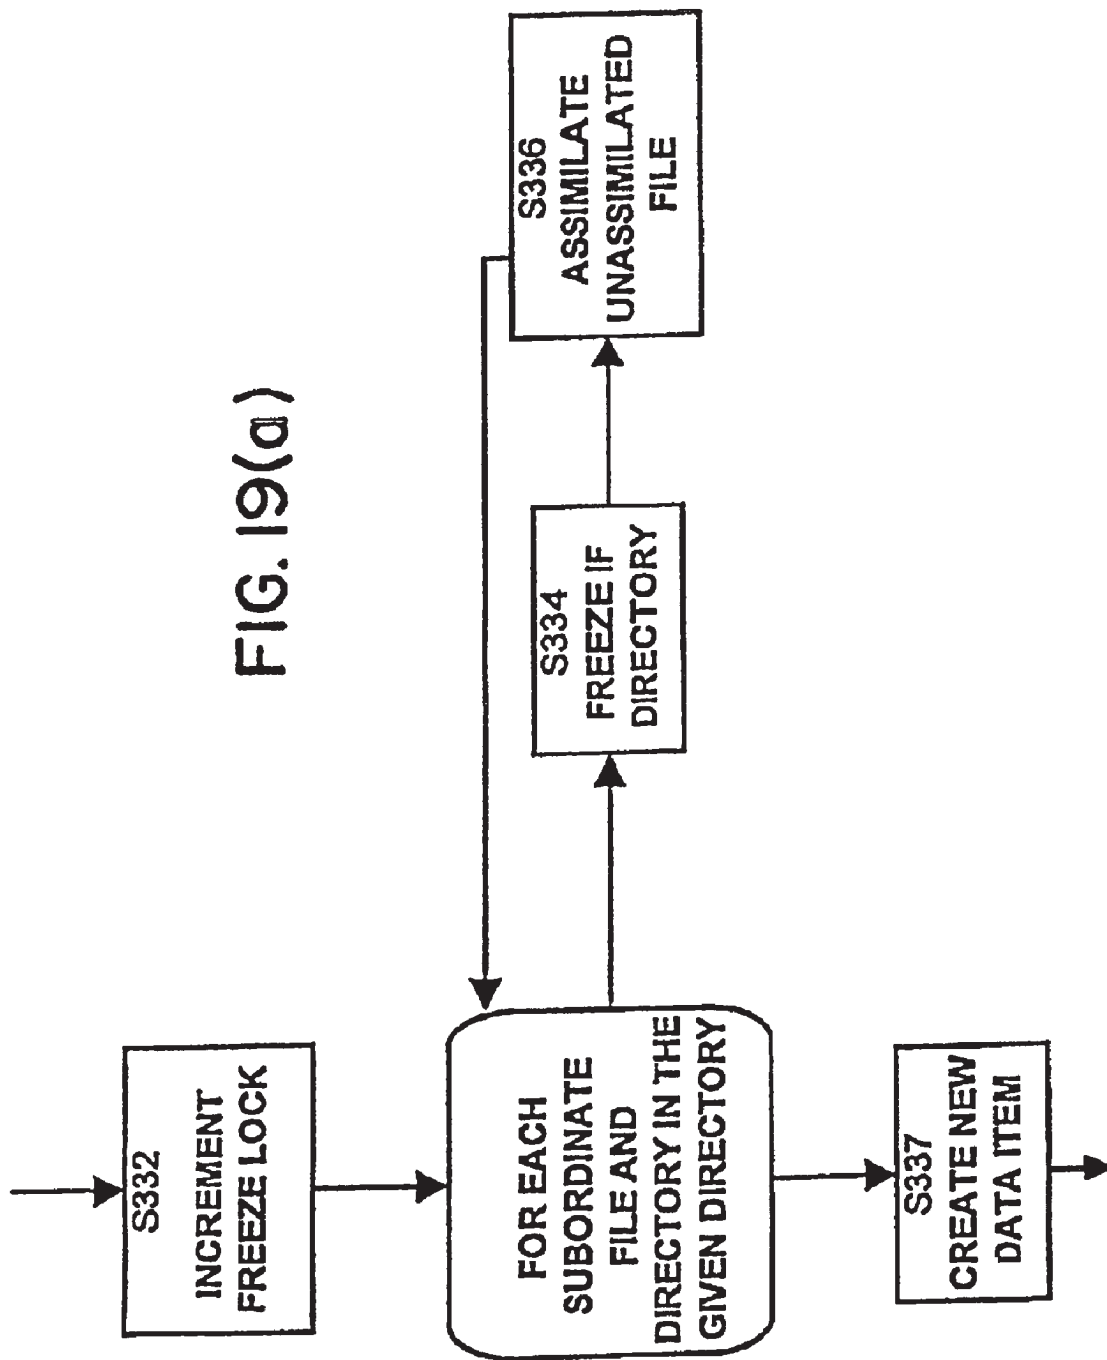 FIG. 19(a)
S332
INCREMENT
FREEZE LOCK
FOR EACH
SUBORDINATE
FILE AND
DIRECTORY IN THE
GIVEN DIRECTORY
S334
FREEZE IF
DIRECTORY
S336
ASSIMILATE
UNASSIMILATED
FILE
S337
CREATE NEW
DATA ITEM